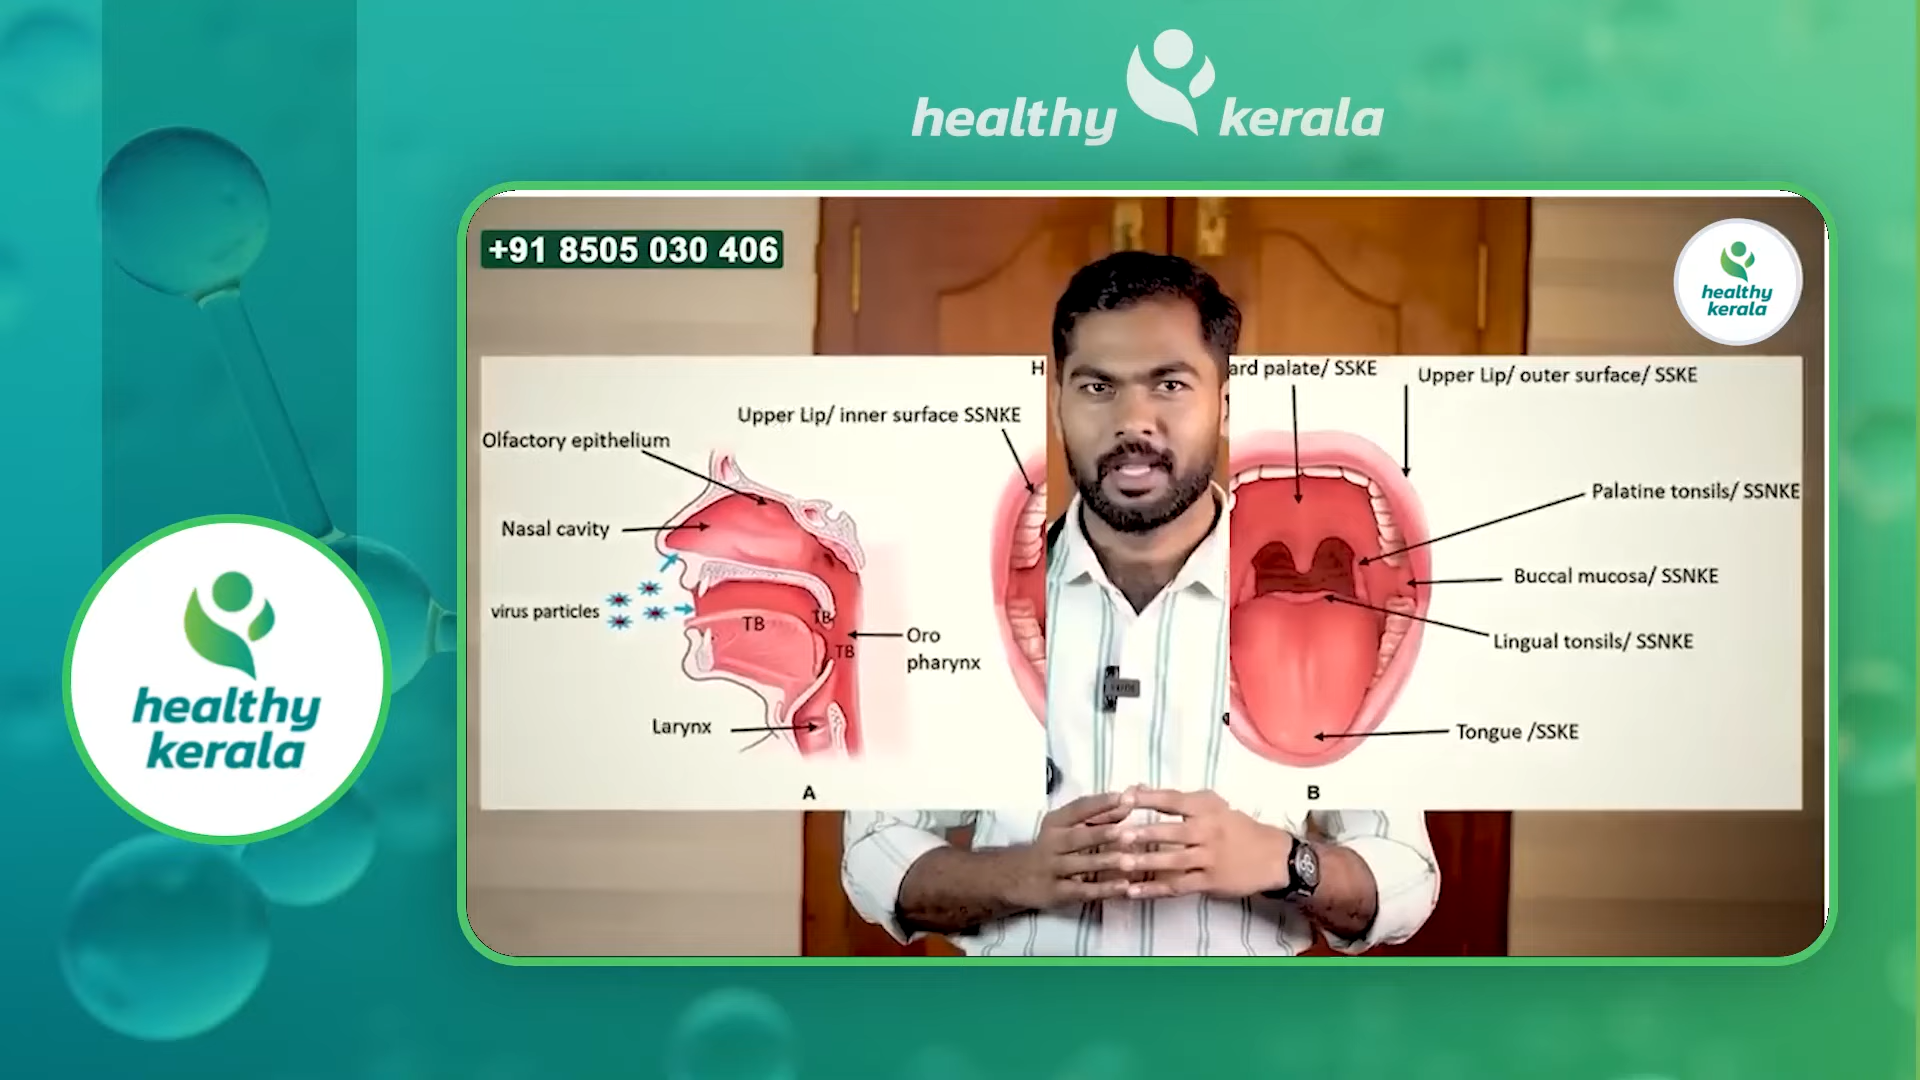 healthy kerala
+91 8505 030 406
healthy
kerala
ard palate/ SSKE
Upper Lip/ outer surface/ SSKE
Upper Lip/ inner surface SSNKE
Olfactory epithelium
Palatine tonsils/ SSNKE
Nasal cavity
Buccal mucosa/ SSNKE
virus particles
TB
TB
TB
Oro
pharynx
Lingual tonsils/ SSNKE
Larynx
Tongue /SSKE
A
B
healthy
kerala